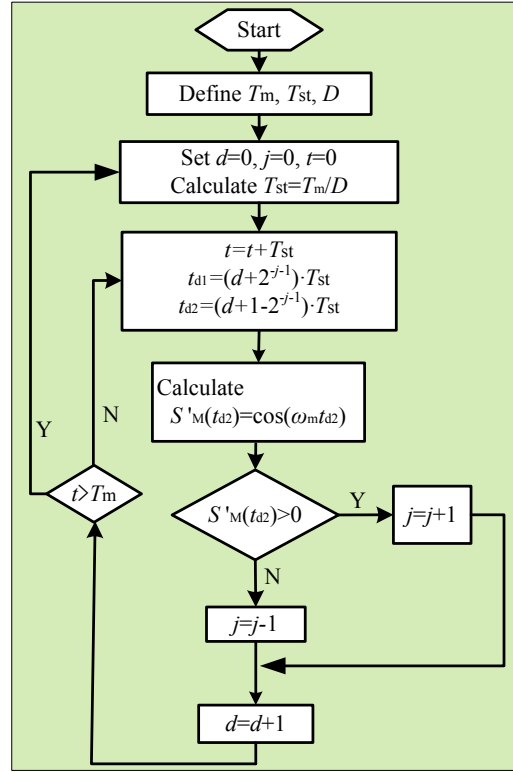 Start
Define Tm, Tst, D
Set d=0, j=0, t=0
Calculate Tst=Tm/D
t=t+Tst
td1=(d+2^-j-1)·Tst
td2=(d+1-2^-j-1)·Tst
Calculate
S'M(td2)=cos(ωmtd2)
Y
N
t>Tm
S'M(td2)>0
Y
j=j+1
N
j=j-1
d=d+1